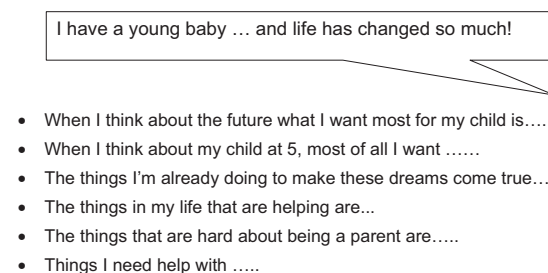 I have a young baby … and life has changed so much!
• When I think about the future what I want most for my child is….
• When I think about my child at 5, most of all I want ……
• The things I’m already doing to make these dreams come true…
• The things in my life that are helping are...
• The things that are hard about being a parent are…..
• Things I need help with …..